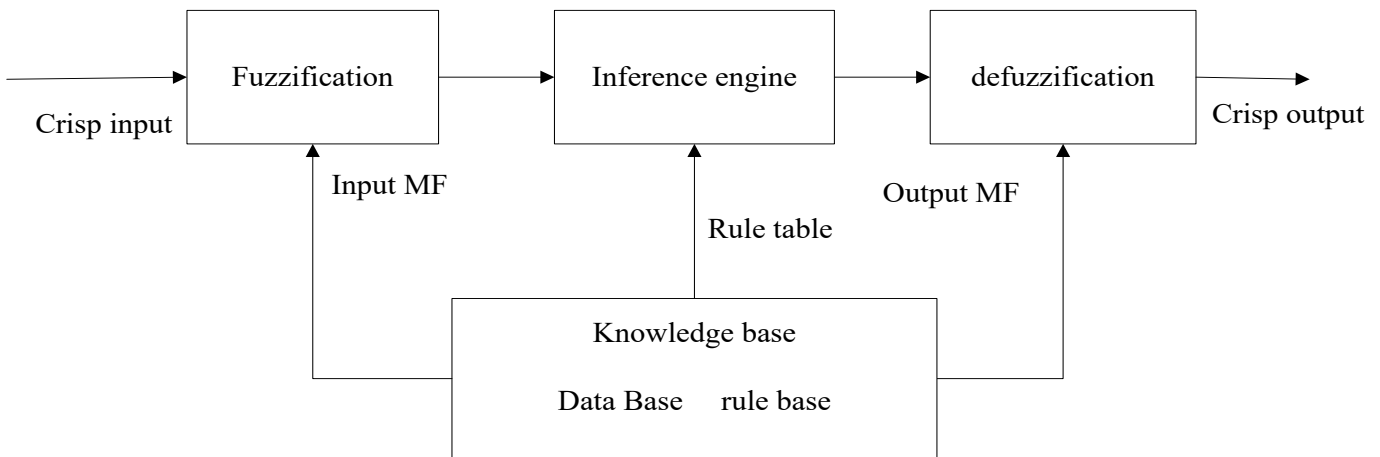 Fuzzification
Inference engine
defuzzification
Crisp input
Crisp output
Input MF
Output MF
Rule table
Knowledge base
Data Base rule base